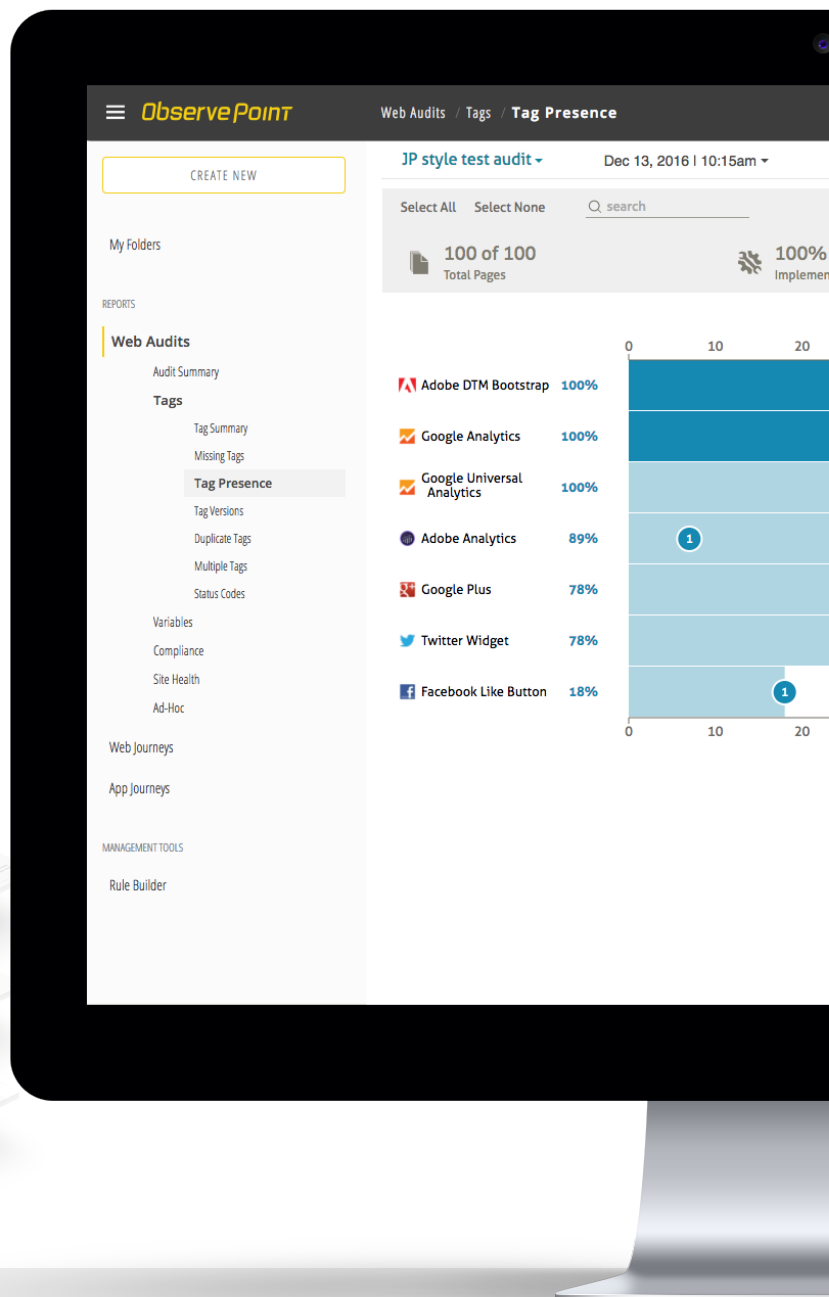 ObservePoint
Web Audits / Tags / Tag Presence
CREATE NEW
My Folders
REPORTS
Web Audits
Audit Summary
Tags
Tag Summary
Missing Tags
Tag Presence
Tag Versions
Duplicate Tags
Multiple Tags
Status Codes
Variables
Compliance
Site Health
Ad-Hoc
Web Journeys
App Journeys
MANAGEMENT TOOLS
Rule Builder
JP style test audit
Dec 13, 2016 | 10:15am
Select All Select None search
100 of 100
Total Pages
100%
Implemen
0 10 20
Adobe DTM Bootstrap 100%
Google Analytics 100%
Google Universal
Analytics 100%
Adobe Analytics 89% 1
Google Plus 78%
Twitter Widget 78%
Facebook Like Button 18% 1
0 10 20